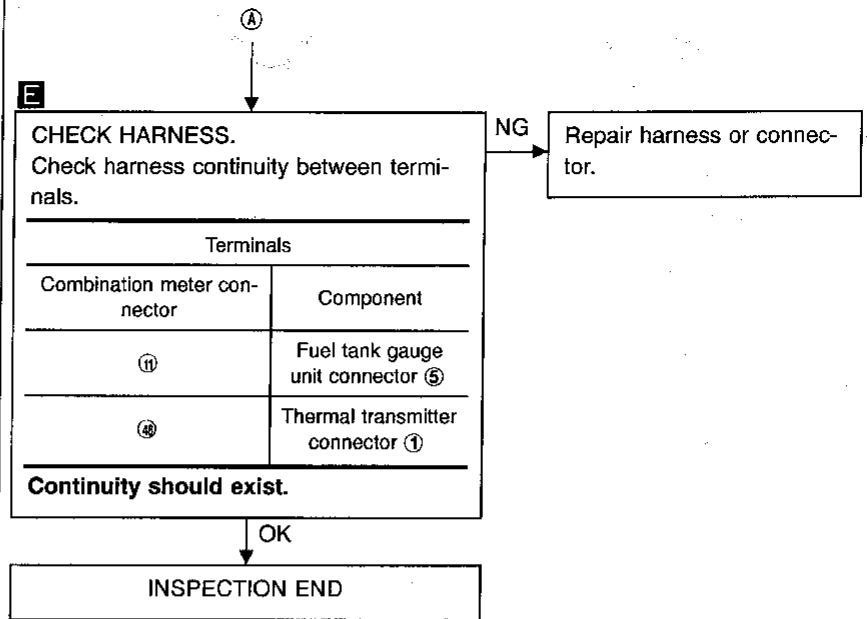 Ⓐ
E
CHECK HARNESS.
Check harness continuity between termi-
nals.
NG
Repair harness or connec-
tor.
Terminals
Combination meter con-
nector
Component
⑪
Fuel tank gauge
unit connector ⑤
㊽
Thermal transmitter
connector ①
Continuity should exist.
OK
INSPECTION END